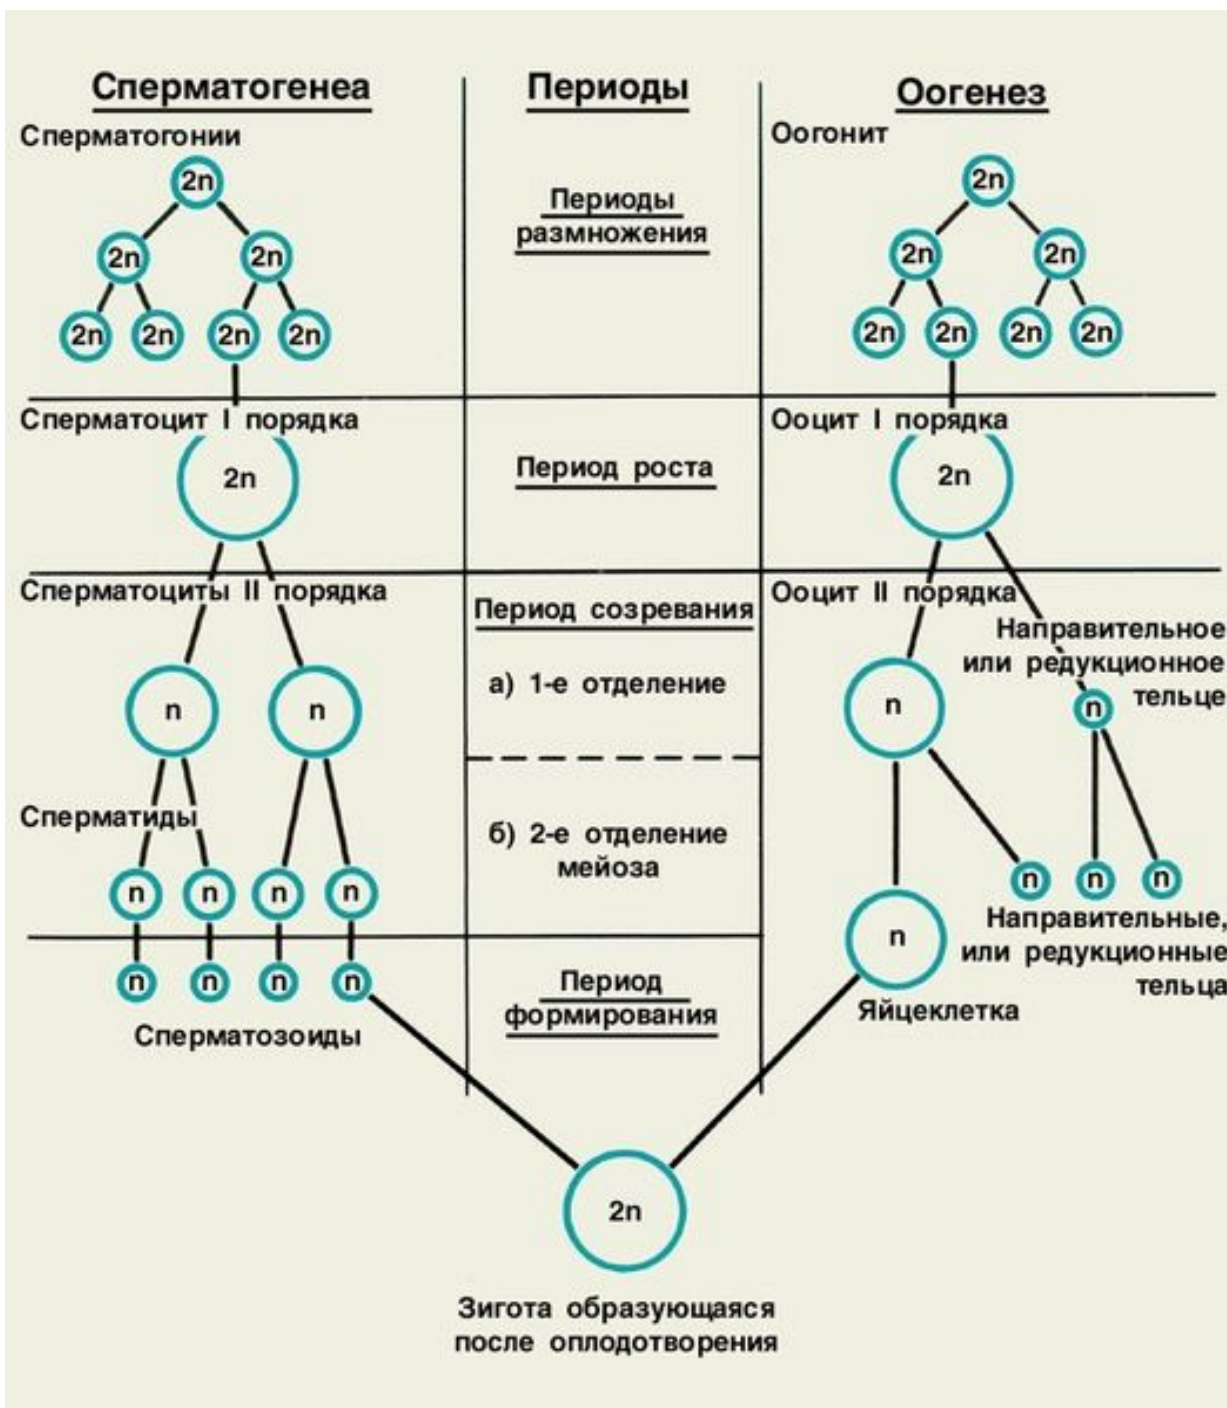 Сперматогенеа
Периоды
Оогенез
Сперматогонии
Оогонит
2n
2n
2n
2n
2n
2n
2n
Периоды
размножения
2n
2n
2n
2n
2n
2n
2n
Сперматоцит I порядка
2n
Период роста
Ооцит I порядка
2n
Сперматоциты II порядка
n
n
Период созревания
а) 1-е отделение
Ооцит II порядка
Направительное
или редукционное
тельце
n
n
Сперматиды
n
n
n
n
б) 2-е отделение
мейоза
n
n
n
Направительные,
или редукционные
тельца
n
Яйцеклетка
n
n
n
n
Сперматозоиды
Период
формирования
2n
Зигота образующаяся
после оплодотворения